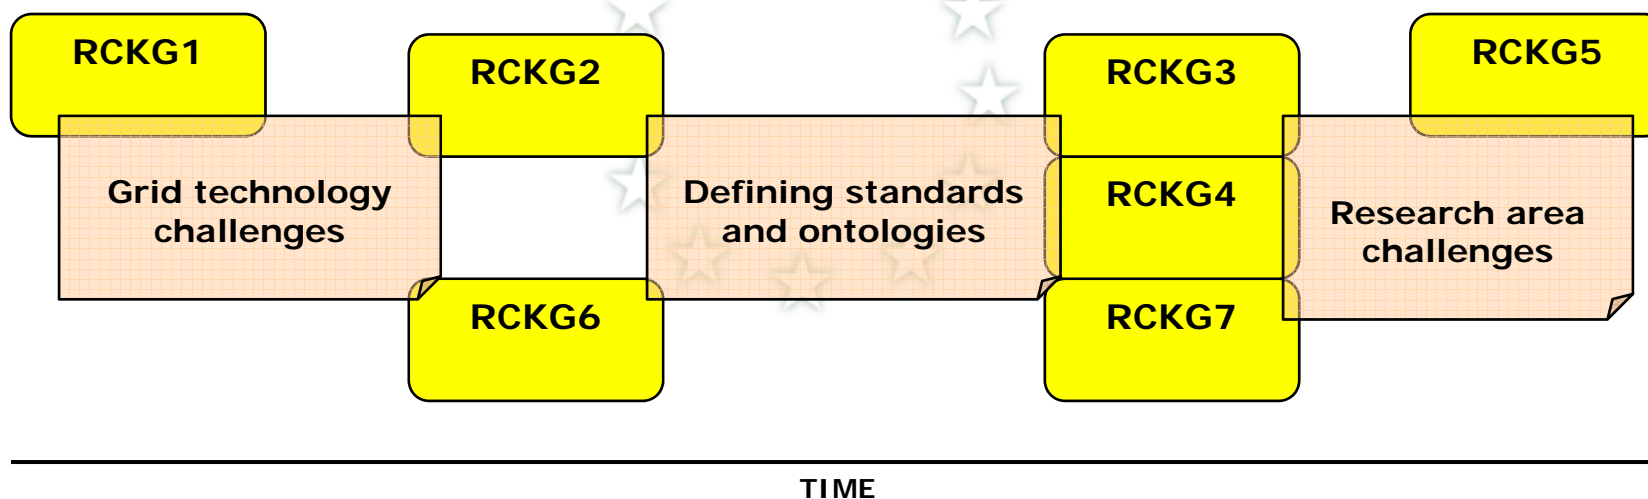 RCKG1
RCKG2
RCKG3
RCKG5
Grid technology
challenges
Defining standards
and ontologies
RCKG4
Research area
challenges
RCKG6
RCKG7
TIME